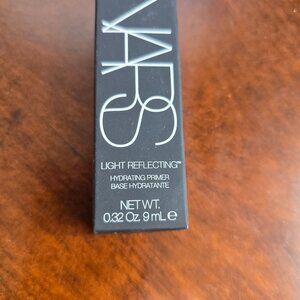 NARS
LIGHT REFLECTING™
HYDRATING PRIMER
BASE HYDRATANTE
NET WT.
0.32 Oz. 9 mL ℮